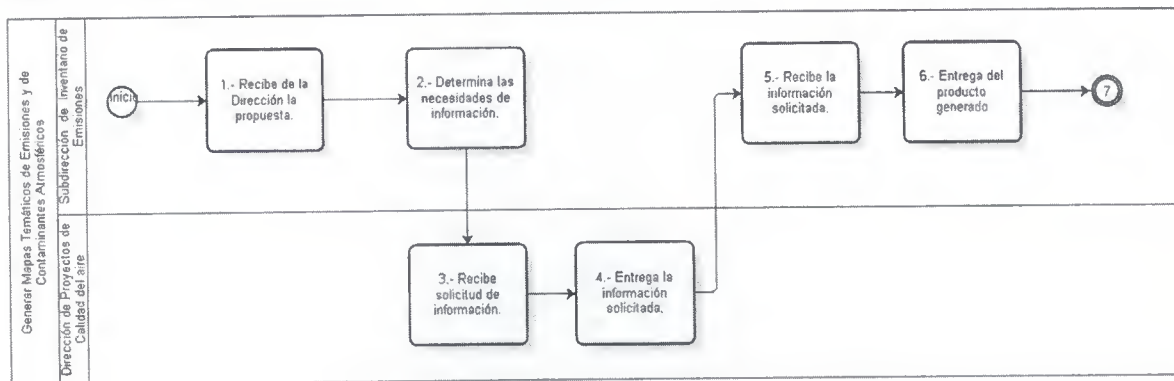 Generar Mapas Temáticos de Emisiones y de
Contaminantes Atmosféricos
Subdirección de Inventario de
Emisiones
Inicio
1.- Recibe de la
Dirección la
propuesta.
2.- Determina las
necesidades de
información.
5.- Recibe la
información
solicitada.
6.- Entrega del
producto
generado
7
Dirección de Proyectos de
Calidad del aire
3.- Recibe
solicitud de
información.
4.- Entrega la
información
solicitada.